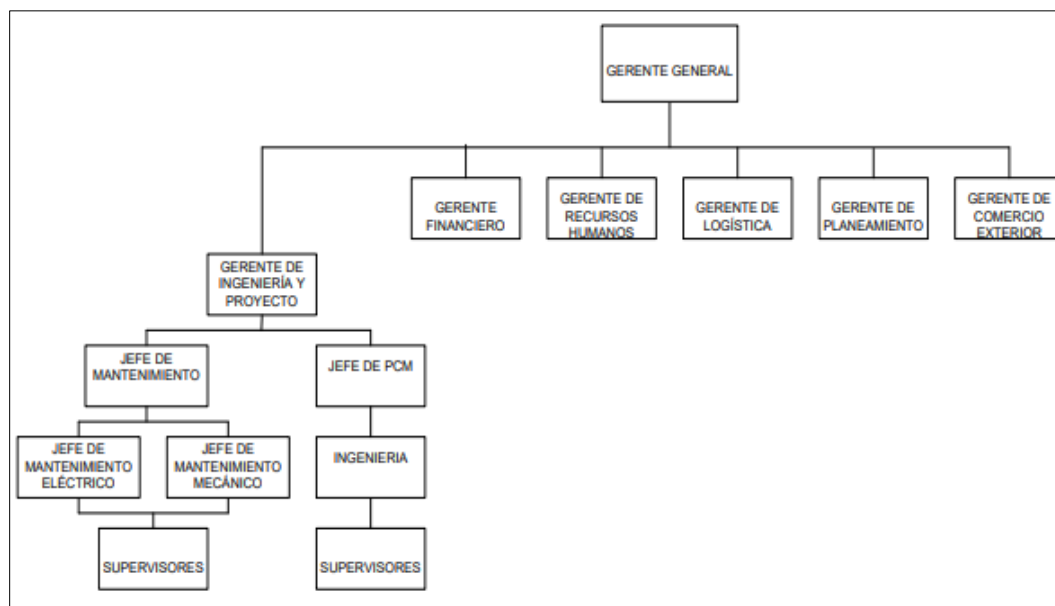 GERENTE GENERAL
GERENTE
FINANCIERO
GERENTE DE
RECURSOS
HUMANOS
GERENTE DE
LOGÍSTICA
GERENTE DE
PLANEAMIENTO
GERENTE DE
COMERCIO
EXTERIOR
GERENTE DE
INGENIERÍA Y
PROYECTO
JEFE DE
MANTENIMIENTO
JEFE DE PCM
JEFE DE
MANTENIMIENTO
ELÉCTRICO
JEFE DE
MANTENIMIENTO
MECÁNICO
INGENIERIA
SUPERVISORES
SUPERVISORES